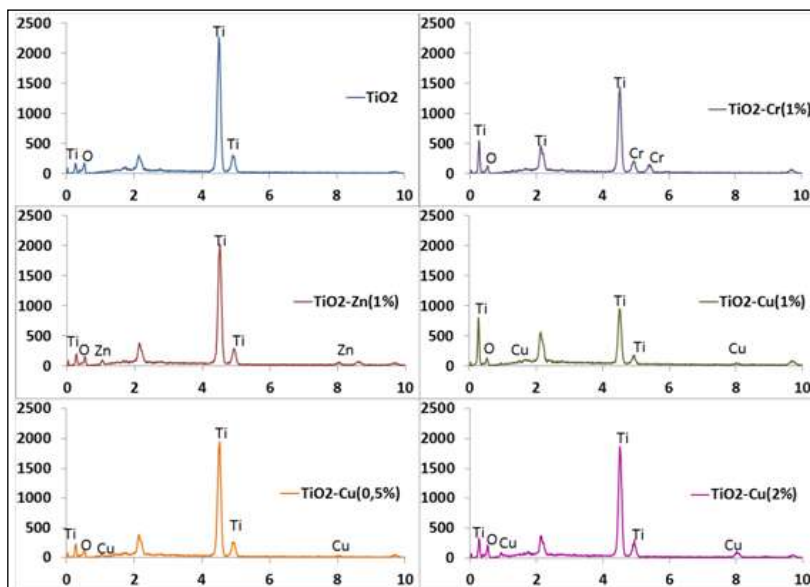 2500
2000
1500
1000
500
0
Ti
Ti
Ti
O
TiO2
0 2 4 6 8 10
2500
2000
1500
1000
500
0
Ti
Ti
Ti
O
Cr
Cr
TiO2-Cr(1%)
0 2 4 6 8 10
2500
2000
1500
1000
500
0
Ti
Ti
Ti
O
Zn
Zn
TiO2-Zn(1%)
0 2 4 6 8 10
2500
2000
1500
1000
500
0
Ti
Ti
Ti
O
Cu
Cu
TiO2-Cu(1%)
0 2 4 6 8 10
2500
2000
1500
1000
500
0
Ti
Ti
Ti
O
Cu
Cu
TiO2-Cu(0,5%)
0 2 4 6 8 10
2500
2000
1500
1000
500
0
Ti
Ti
Ti
O
Cu
Cu
TiO2-Cu(2%)
0 2 4 6 8 10